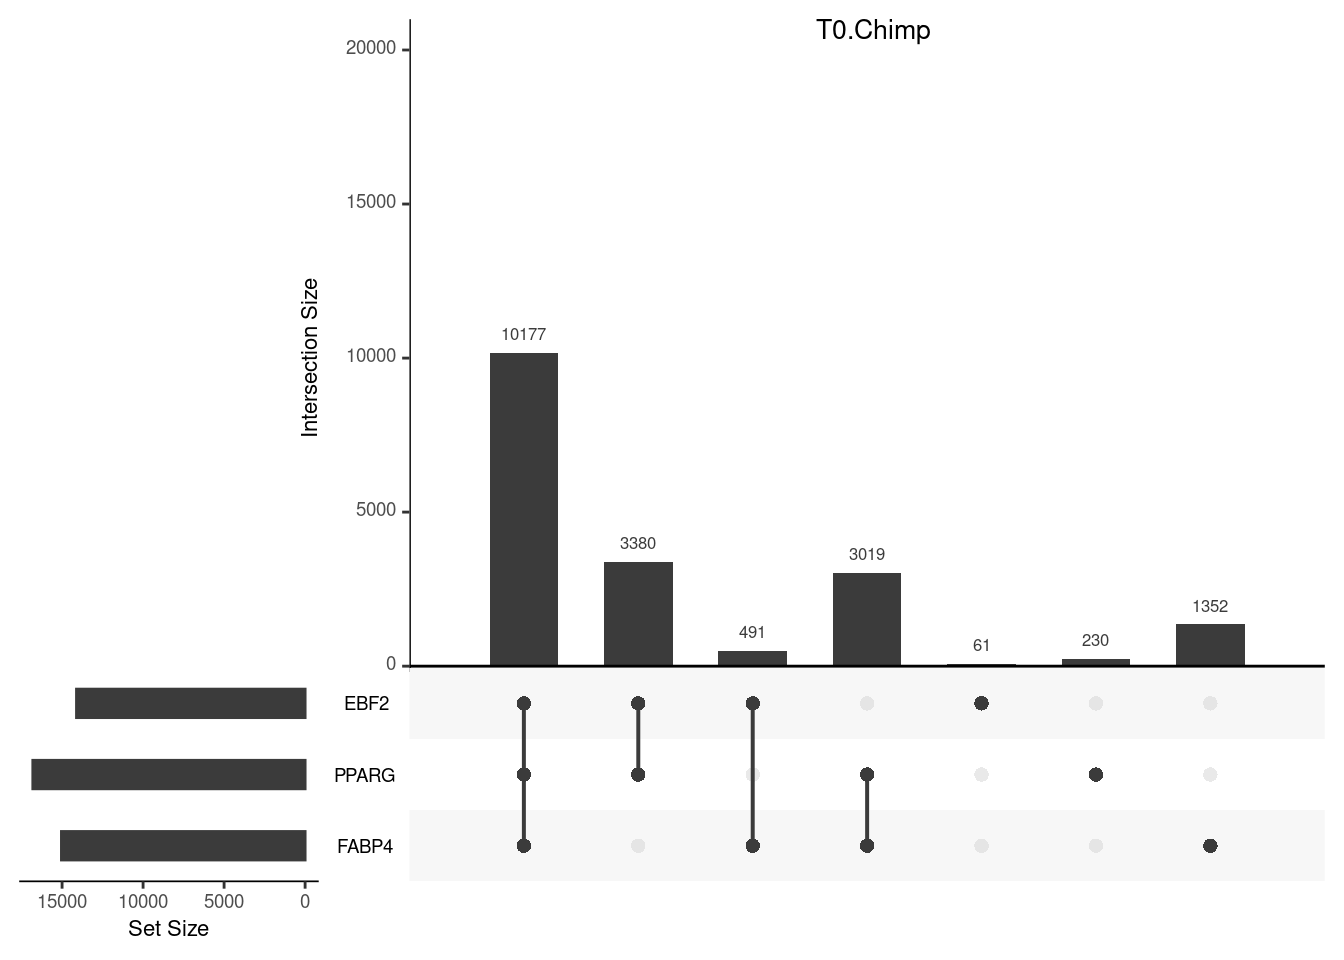 T0.Chimp
20000
15000
10000
5000
0
Intersection Size
10177
3380
491
3019
61
230
1352
EBF2
PPARG
FABP4
15000 10000 5000 0
Set Size